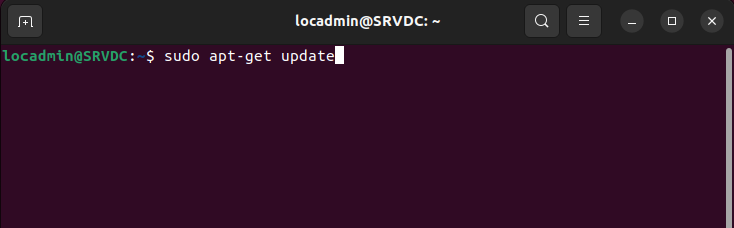 locadmin@SRVDC: ~
locadmin@SRVDC:~$ sudo apt-get update